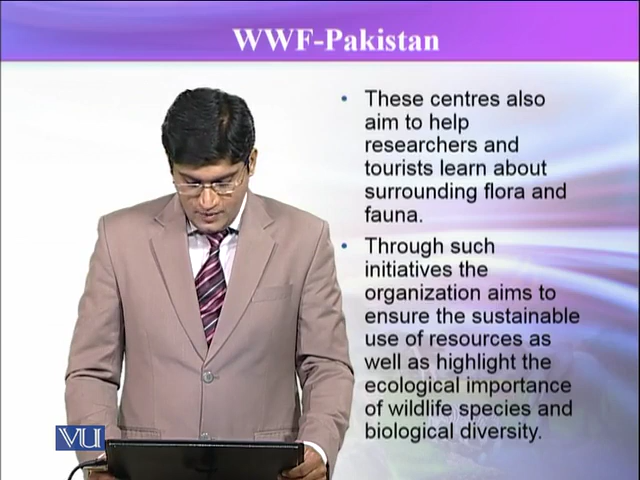 WWF-Pakistan
• These centres also
aim to help
researchers and
tourists learn about
surrounding flora and
fauna.
• Through such
initiatives the
organization aims to
ensure the sustainable
use of resources as
well as highlight the
ecological importance
of wildlife species and
biological diversity.
VU